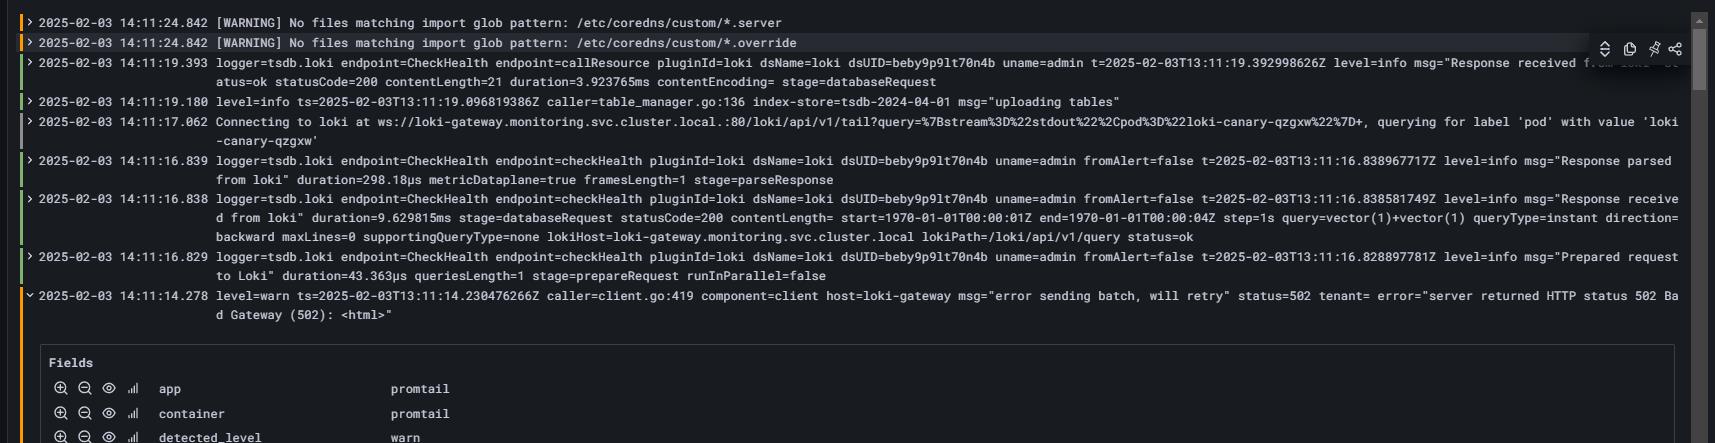 2025-02-03 14:11:24.842 [WARNING] No files matching import glob pattern: /etc/coredns/custom/*.server
2025-02-03 14:11:24.842 [WARNING] No files matching import glob pattern: /etc/coredns/custom/*.override
2025-02-03 14:11:19.393 logger=tsdb.loki endpoint=CheckHealth endpoint=callResource pluginId=loki dsName=loki dsUID=beby9p9lt70n4b uname=admin t=2025-02-03T13:11:19.392998626Z level=info msg="Response received from loki" st
atus=ok statusCode=200 contentLength=21 duration=3.923765ms contentEncoding= stage=databaseRequest
2025-02-03 14:11:19.180 level=info ts=2025-02-03T13:11:19.096819386Z caller=table_manager.go:136 index-store=tsdb-2024-04-01 msg="uploading tables"
2025-02-03 14:11:17.062 Connecting to loki at ws://loki-gateway.monitoring.svc.cluster.local.:80/loki/api/v1/tail?query=%7Bstream%3D%22stdout%22%2Cpod%3D%22loki-canary-qzgxw%22%7D+, querying for label 'pod' with value 'loki
-canary-qzgxw'
2025-02-03 14:11:16.839 logger=tsdb.loki endpoint=CheckHealth endpoint=checkHealth pluginId=loki dsName=loki dsUID=beby9p9lt70n4b uname=admin fromAlert=false t=2025-02-03T13:11:16.838967717Z level=info msg="Response parsed
from loki" duration=298.18µs metricDataplane=true framesLength=1 stage=parseResponse
2025-02-03 14:11:16.838 logger=tsdb.loki endpoint=CheckHealth endpoint=checkHealth pluginId=loki dsName=loki dsUID=beby9p9lt70n4b uname=admin fromAlert=false t=2025-02-03T13:11:16.838581749Z level=info msg="Response receive
d from loki" duration=9.629815ms stage=databaseRequest statusCode=200 contentLength= start=1970-01-01T00:00:01Z end=1970-01-01T00:00:04Z step=1s query=vector(1)+vector(1) queryType=instant direction=
backward maxLines=0 supportingQueryType=none lokiHost=loki-gateway.monitoring.svc.cluster.local lokiPath=/loki/api/v1/query status=ok
2025-02-03 14:11:16.829 logger=tsdb.loki endpoint=CheckHealth endpoint=checkHealth pluginId=loki dsName=loki dsUID=beby9p9lt70n4b uname=admin fromAlert=false t=2025-02-03T13:11:16.828897781Z level=info msg="Prepared request
to Loki" duration=43.363µs queriesLength=1 stage=prepareRequest runInParallel=false
2025-02-03 14:11:14.278 level=warn ts=2025-02-03T13:11:14.230476266Z caller=client.go:419 component=client host=loki-gateway msg="error sending batch, will retry" status=502 tenant= error="server returned HTTP status 502 Ba
d Gateway (502): <html>"
Fields
app promtail
container promtail
detected_level warn